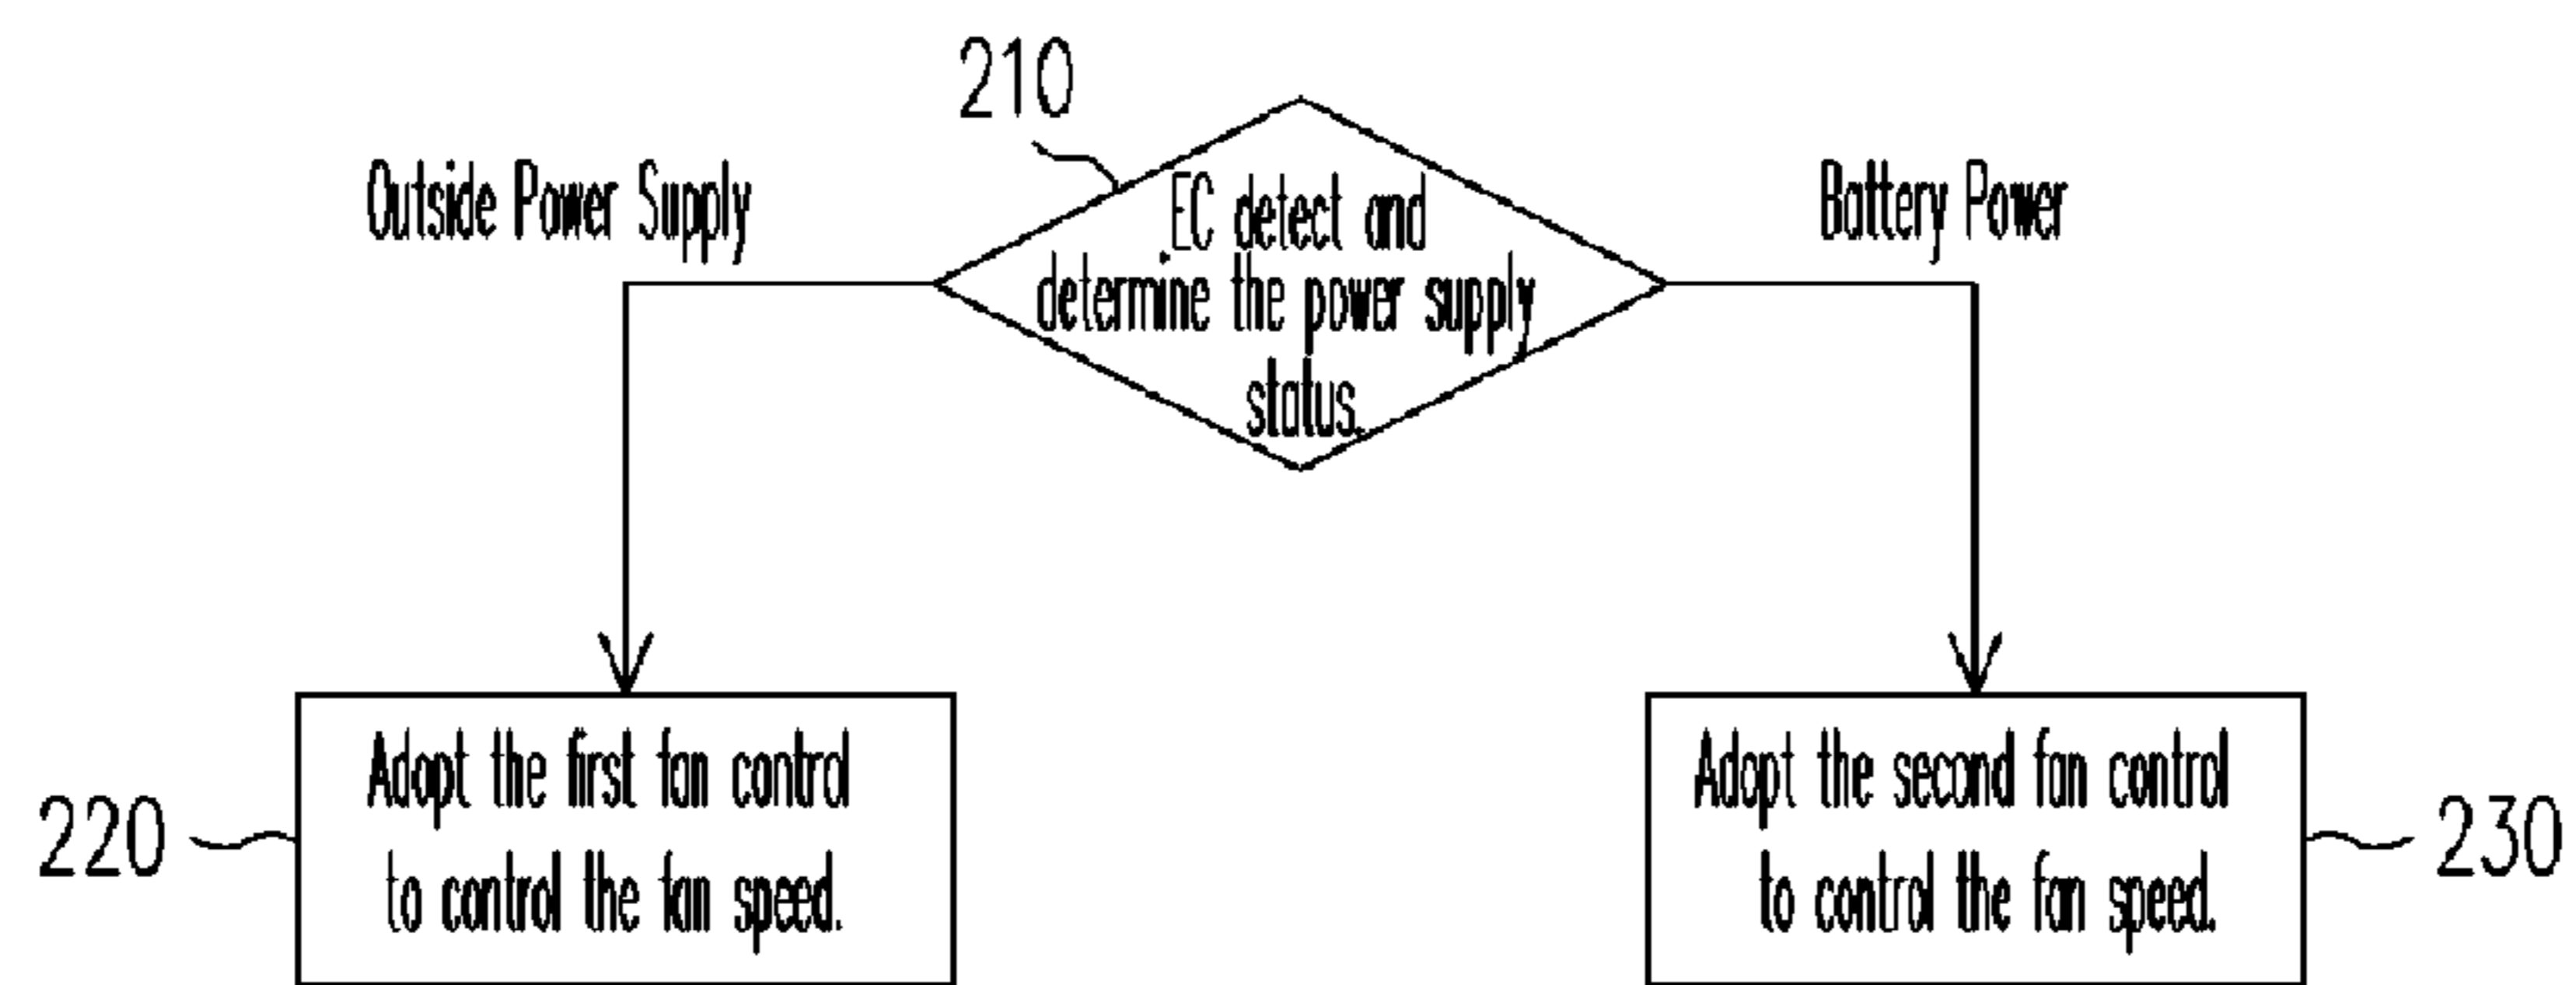 210
Outside Power Supply
Battery Power
EC detect and
determine the power supply
status.
Adopt the first fan control
to control the fan speed.
220
Adopt the second fan control
to control the fan speed.
230